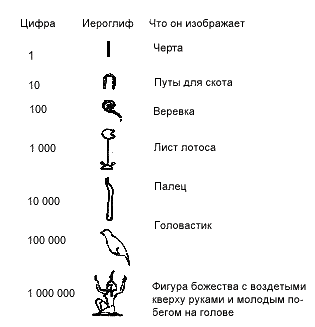 Цифра Иероглиф Что он изображает
1 Черта
10 Путы для скота
100 Веревка
1 000 Лист лотоса
10 000 Палец
100 000 Головастик
1 000 000 Фигура божества с воздетыми
кверху руками и молодым по-
бегом на голове